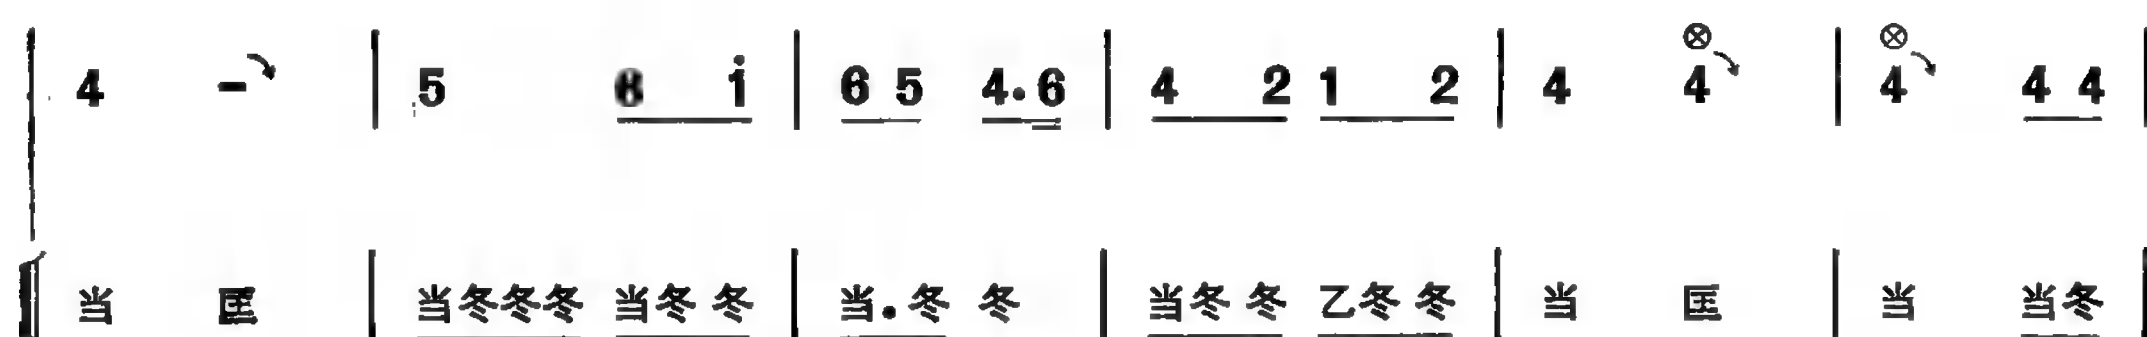 4 - | 5 6 i | 6 5 4.6 | 4 2 1 2 | 4 4 | 4 4 4 |
当 匡 | 当冬冬冬 当冬冬 | 当.冬 冬 | 当冬冬 乙冬冬 | 当 匡 | 当 当冬 |